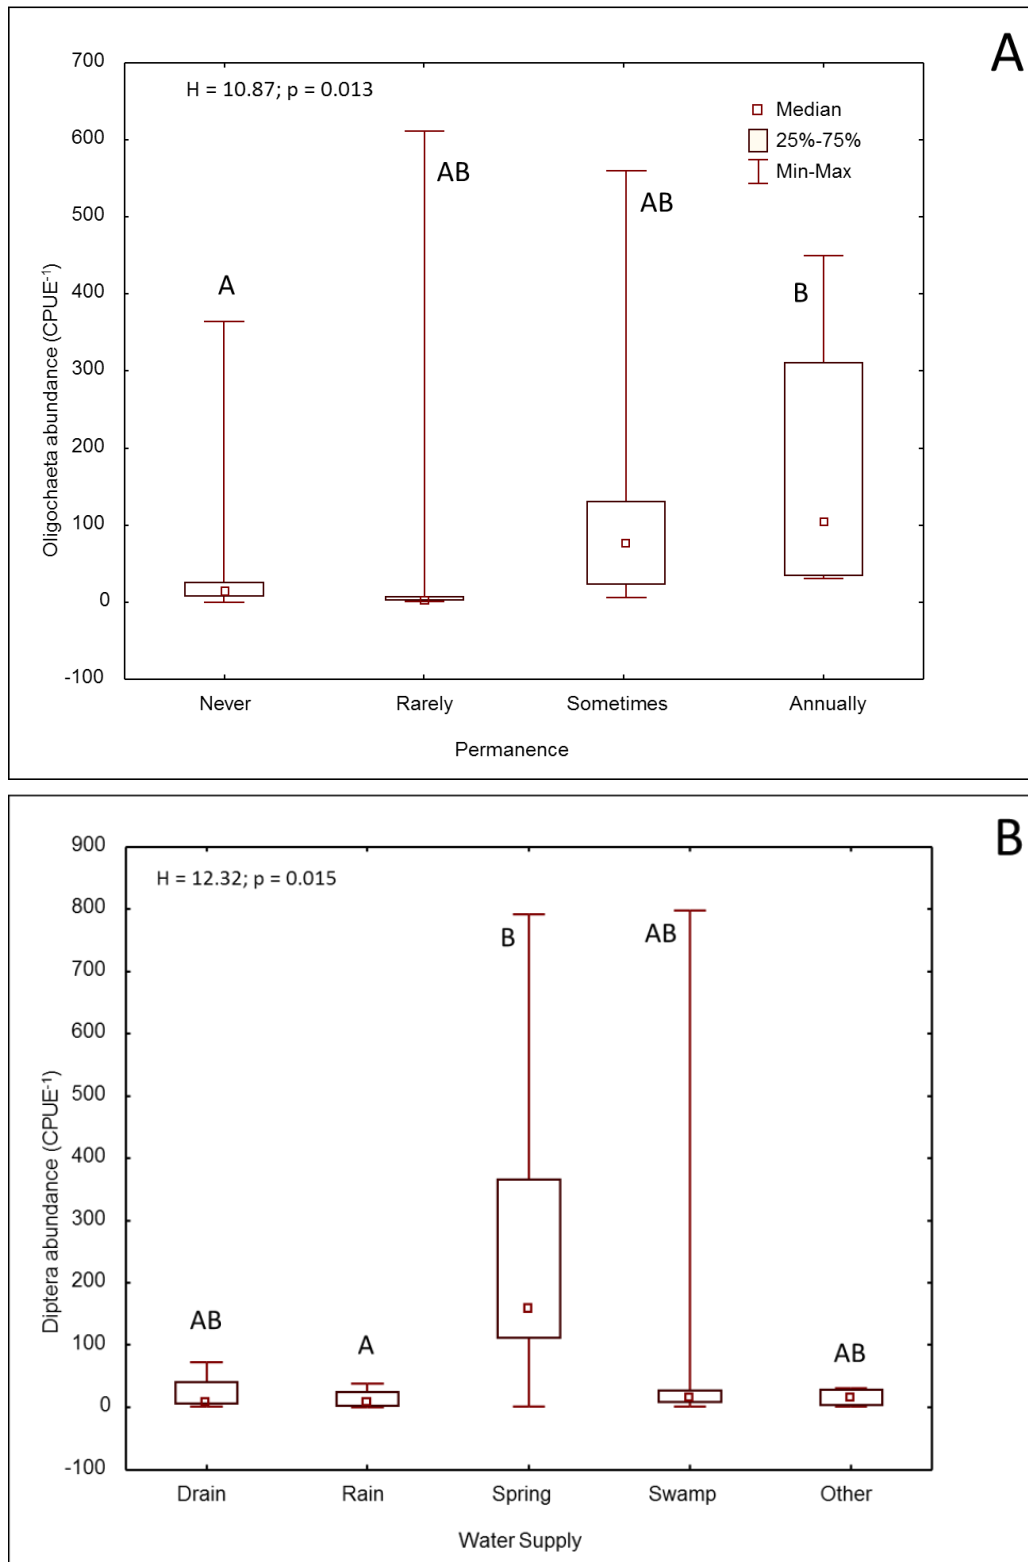 A
700
H = 10.87; p = 0.013
Median
25%-75%
Min-Max
600
AB
AB
500
400
A
B
300
200
100
0
-100
Oligochaeta abundance (CPUE⁻¹)
Never Rarely Sometimes Annually
Permanence
B
900
H = 12.32; p = 0.015
800
B
AB
700
600
500
400
300
200
100
AB
A
AB
0
-100
Diptera abundance (CPUE⁻¹)
Drain Rain Spring Swamp Other
Water Supply